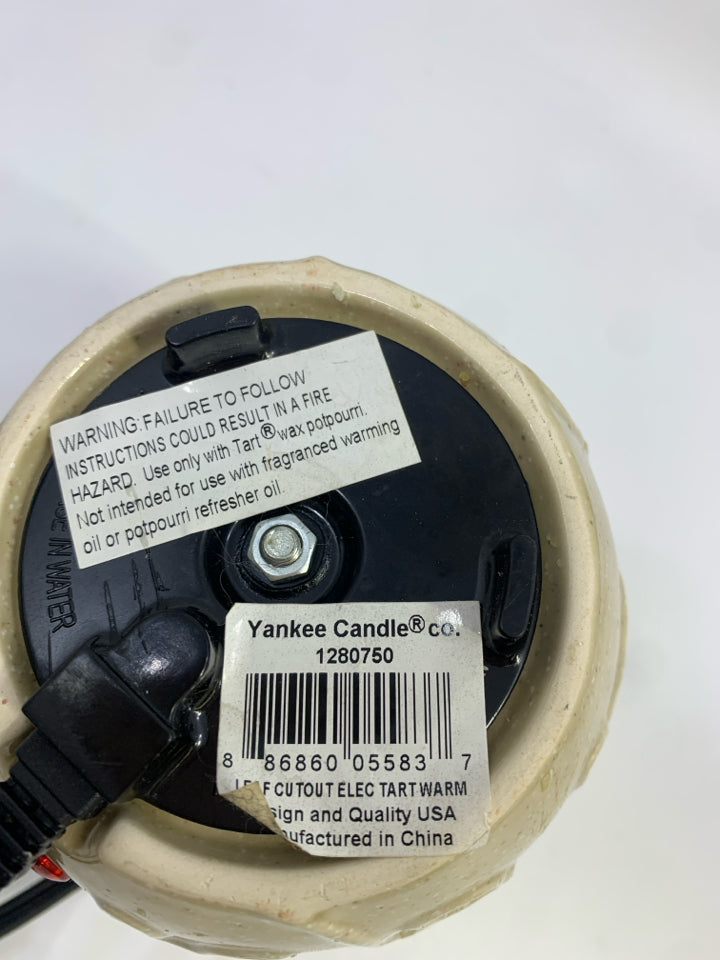 WARNING: FAILURE TO FOLLOW
INSTRUCTIONS COULD RESULT IN A FIRE
HAZARD. Use only with Tart® wax potpourri.
Not intended for use with fragranced warming
oil or potpourri refresher oil.
IN WATER
Yankee Candle® co.
1280750
8 86860 05583 7
CUTOUT ELEC TART WARM
and Quality USA
in China